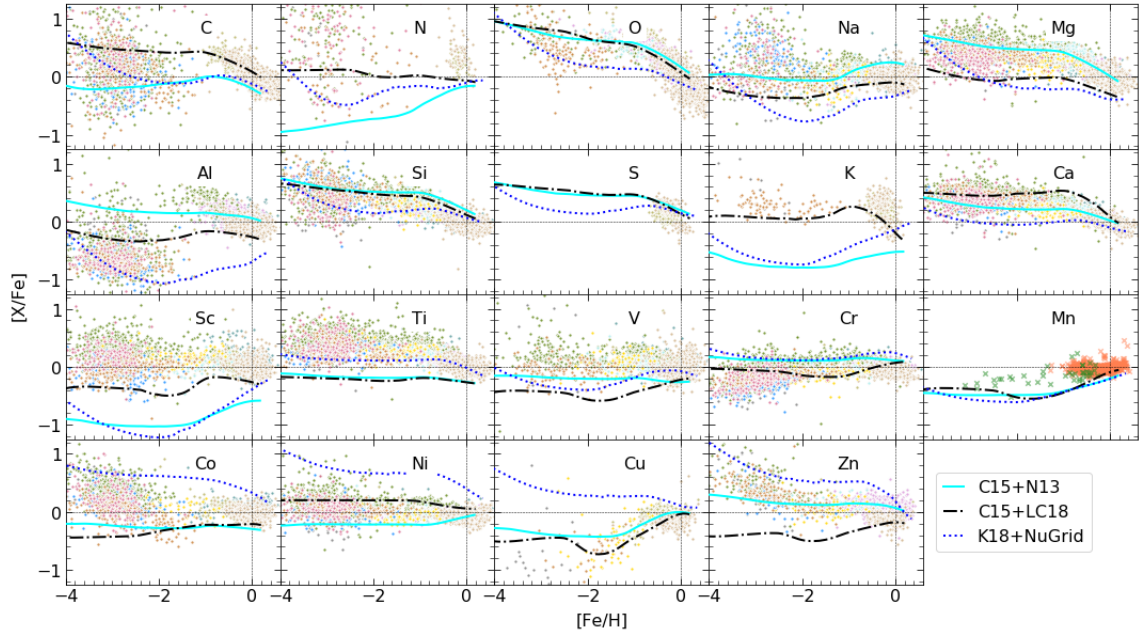 C N O Na Mg
1
0
−1
Al Si S K Ca
1
0
−1
[X/Fe]
Sc Ti V Cr Mn
1
0
−1
Co Ni Cu Zn
1
0
−1
C15+N13
C15+LC18
K18+NuGrid
−4 −2 0 −4 −2 0 −4 −2 0 −4 −2 0
[Fe/H]